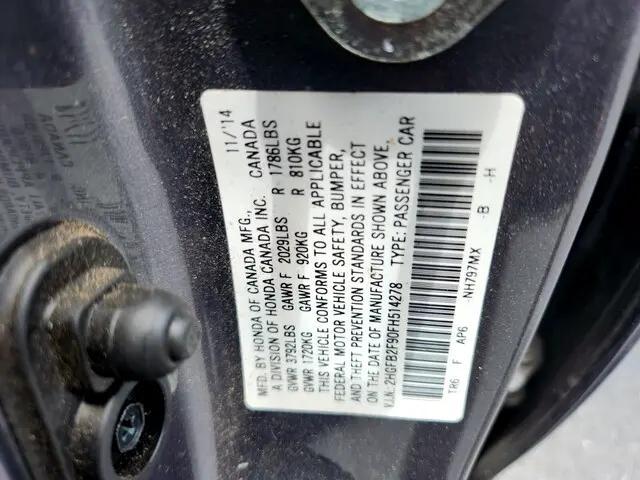 MFD. BY HONDA OF CANADA MFG., 11/'14
A DIVISION OF HONDA CANADA INC. CANADA
GVWR 3792LBS GAWR F 2029LBS R 1786LBS
GVWR 1720KG GAWR F 920KG R 810KG
THIS VEHICLE CONFORMS TO ALL APPLICABLE
FEDERAL MOTOR VEHICLE SAFETY, BUMPER,
AND THEFT PREVENTION STANDARDS IN EFFECT
ON THE DATE OF MANUFACTURE SHOWN ABOVE.
V.I.N.: 2HGFB2F90FH514278 TYPE: PASSENGER CAR
TR6 F AP6 -NH797MX -B -H